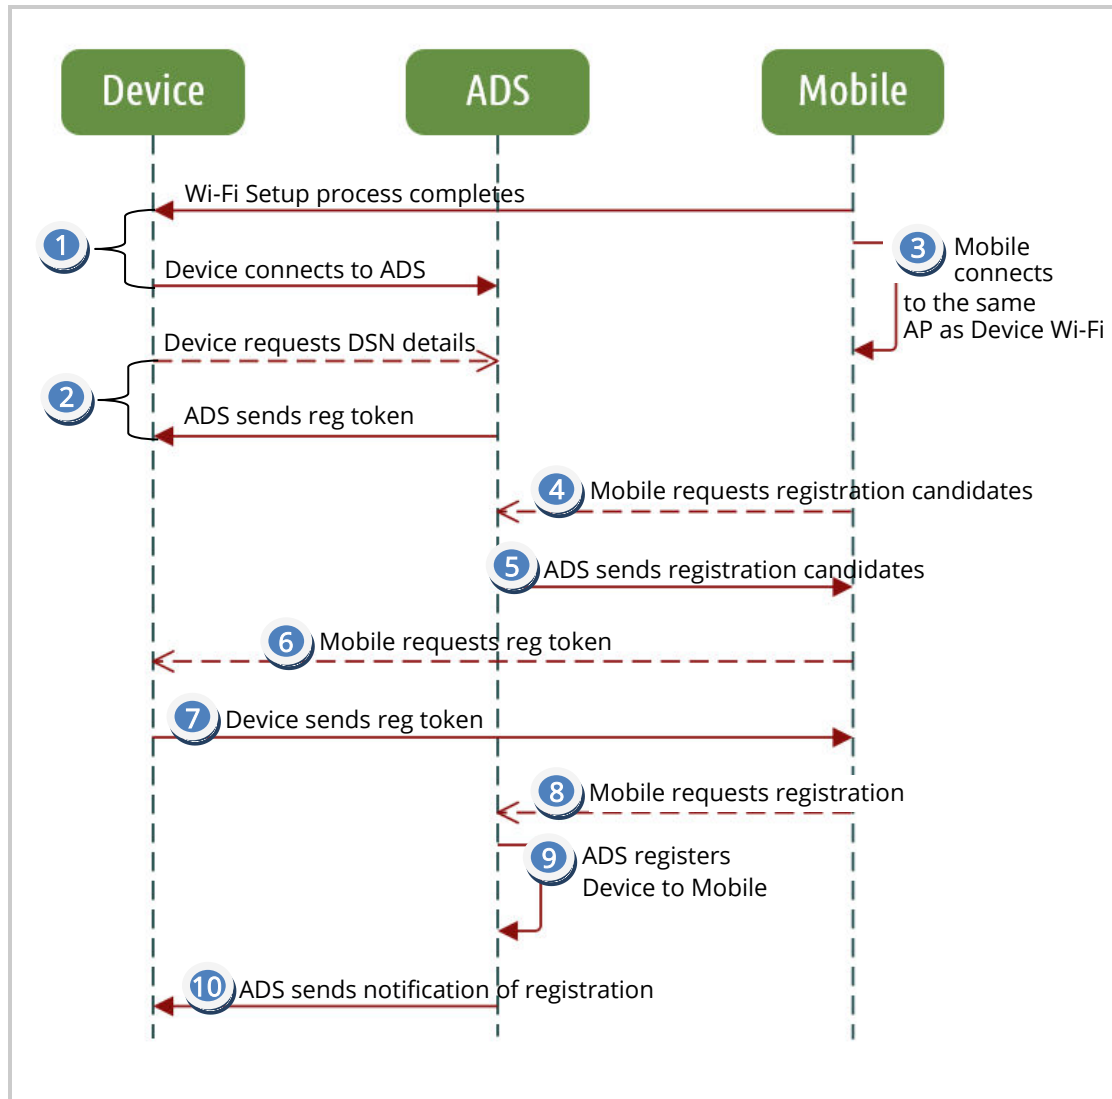 Device
ADS
Mobile
Wi-Fi Setup process completes
1
Device connects to ADS
3
Mobile
connects
to the same
AP as Device Wi-Fi
Device requests DSN details
2
ADS sends reg token
4
Mobile requests registration candidates
5
ADS sends registration candidates
6
Mobile requests reg token
7
Device sends reg token
8
Mobile requests registration
9
ADS registers
Device to Mobile
10
ADS sends notification of registration